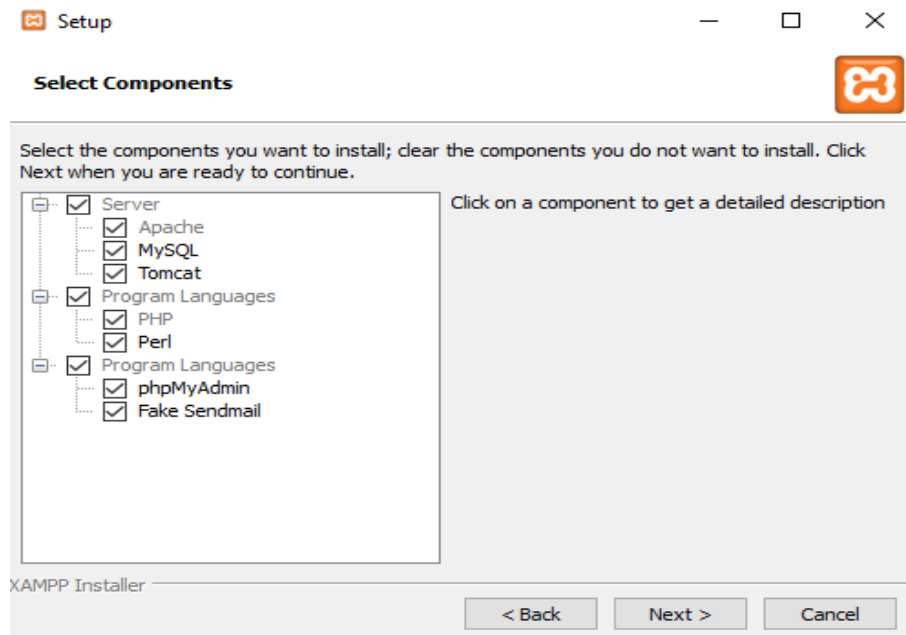 Setup
Select Components
Select the components you want to install; clear the components you do not want to install. Click
Next when you are ready to continue.
Server
Apache
MySQL
Tomcat
Program Languages
PHP
Perl
Program Languages
phpMyAdmin
Fake Sendmail
Click on a component to get a detailed description
XAMPP Installer
< Back
Next >
Cancel